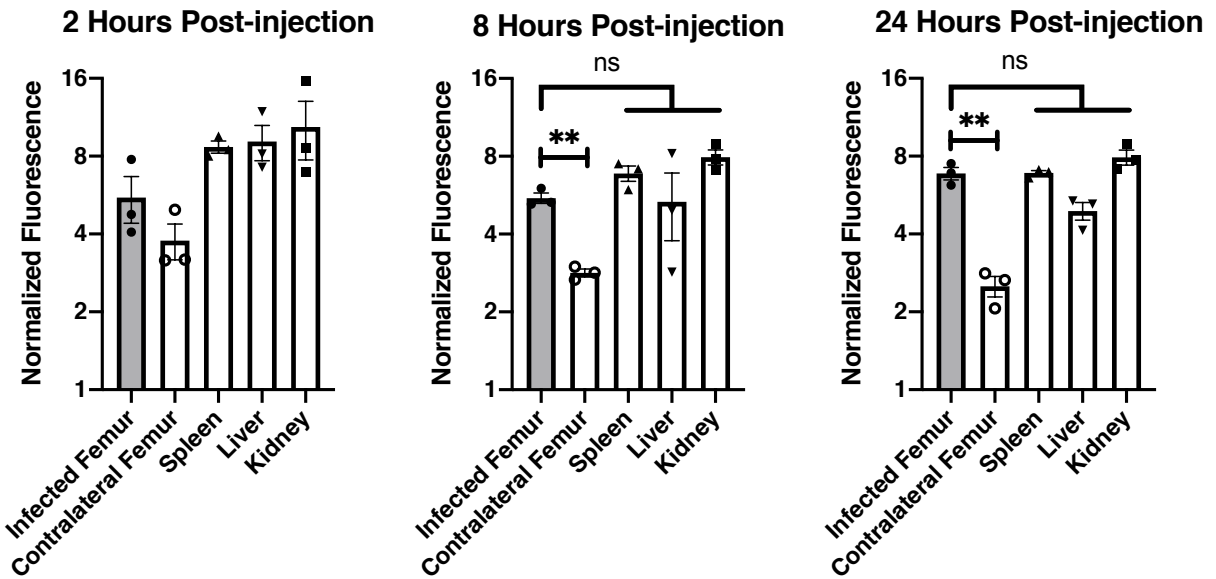 2 Hours Post-injection
Normalized Fluorescence
16
8
4
2
1
Infected Femur
Contralateral Femur
Spleen
Liver
Kidney
8 Hours Post-injection
ns
**
Normalized Fluorescence
16
8
4
2
1
Infected Femur
Contralateral Femur
Spleen
Liver
Kidney
24 Hours Post-injection
ns
**
Normalized Fluorescence
16
8
4
2
1
Infected Femur
Contralateral Femur
Spleen
Liver
Kidney